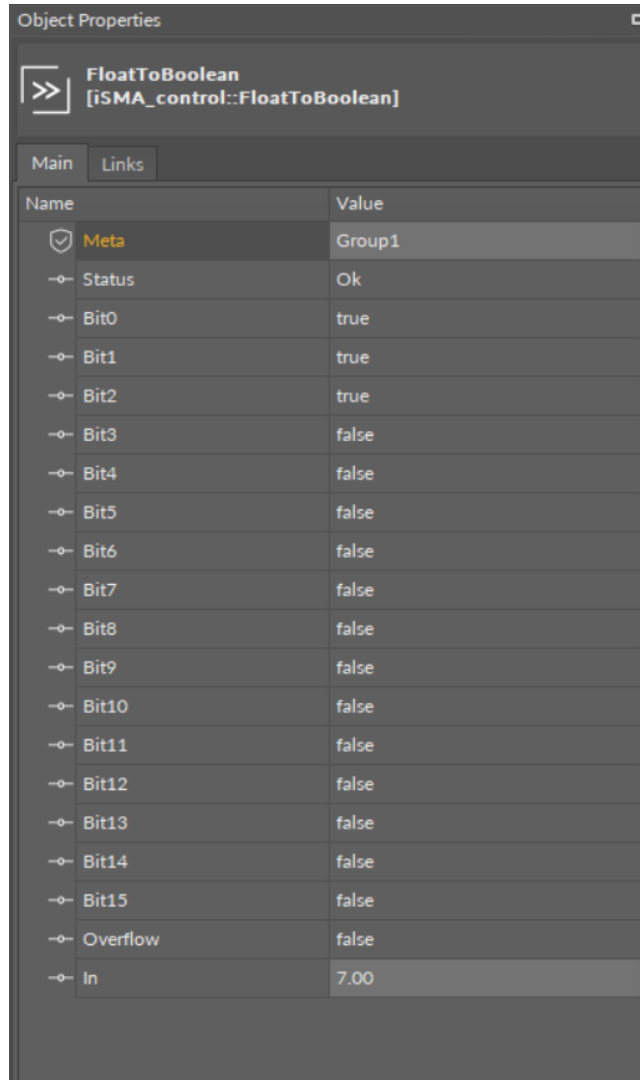 Object Properties
FloatToBoolean
[iSMA_control::FloatToBoolean]
Main Links
Name Value
Meta Group1
Status Ok
Bit0 true
Bit1 true
Bit2 true
Bit3 false
Bit4 false
Bit5 false
Bit6 false
Bit7 false
Bit8 false
Bit9 false
Bit10 false
Bit11 false
Bit12 false
Bit13 false
Bit14 false
Bit15 false
Overflow false
In 7.00